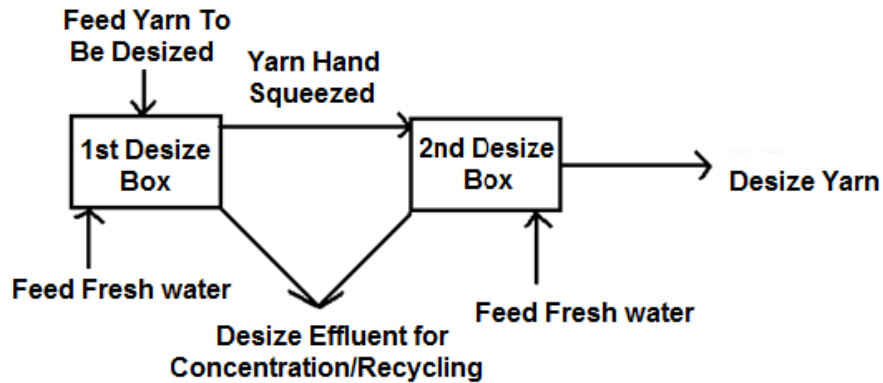 Feed Yarn To
Be Desized
Yarn Hand
Squeezed
1st Desize
Box
2nd Desize
Box
Desize Yarn
Feed Fresh water
Feed Fresh water
Desize Effluent for
Concentration/Recycling